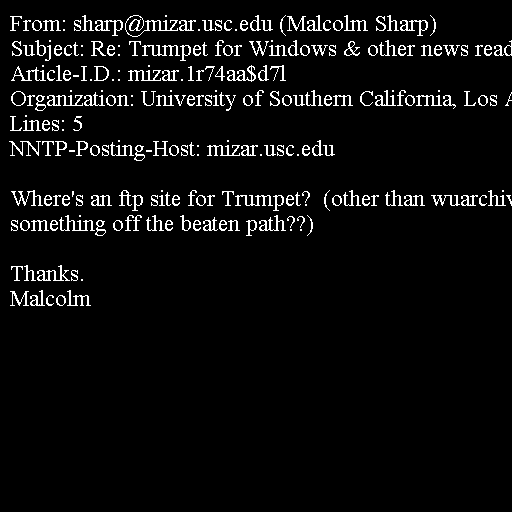 From: sharp@mizar.usc.edu (Malcolm Sharp)
Subject: Re: Trumpet for Windows & other news read
Article-I.D.: mizar.1r74aa$d7l
Organization: University of Southern California, Los A
Lines: 5
NNTP-Posting-Host: mizar.usc.edu

Where's an ftp site for Trumpet?  (other than wuarchiv
something off the beaten path??)

Thanks.
Malcolm